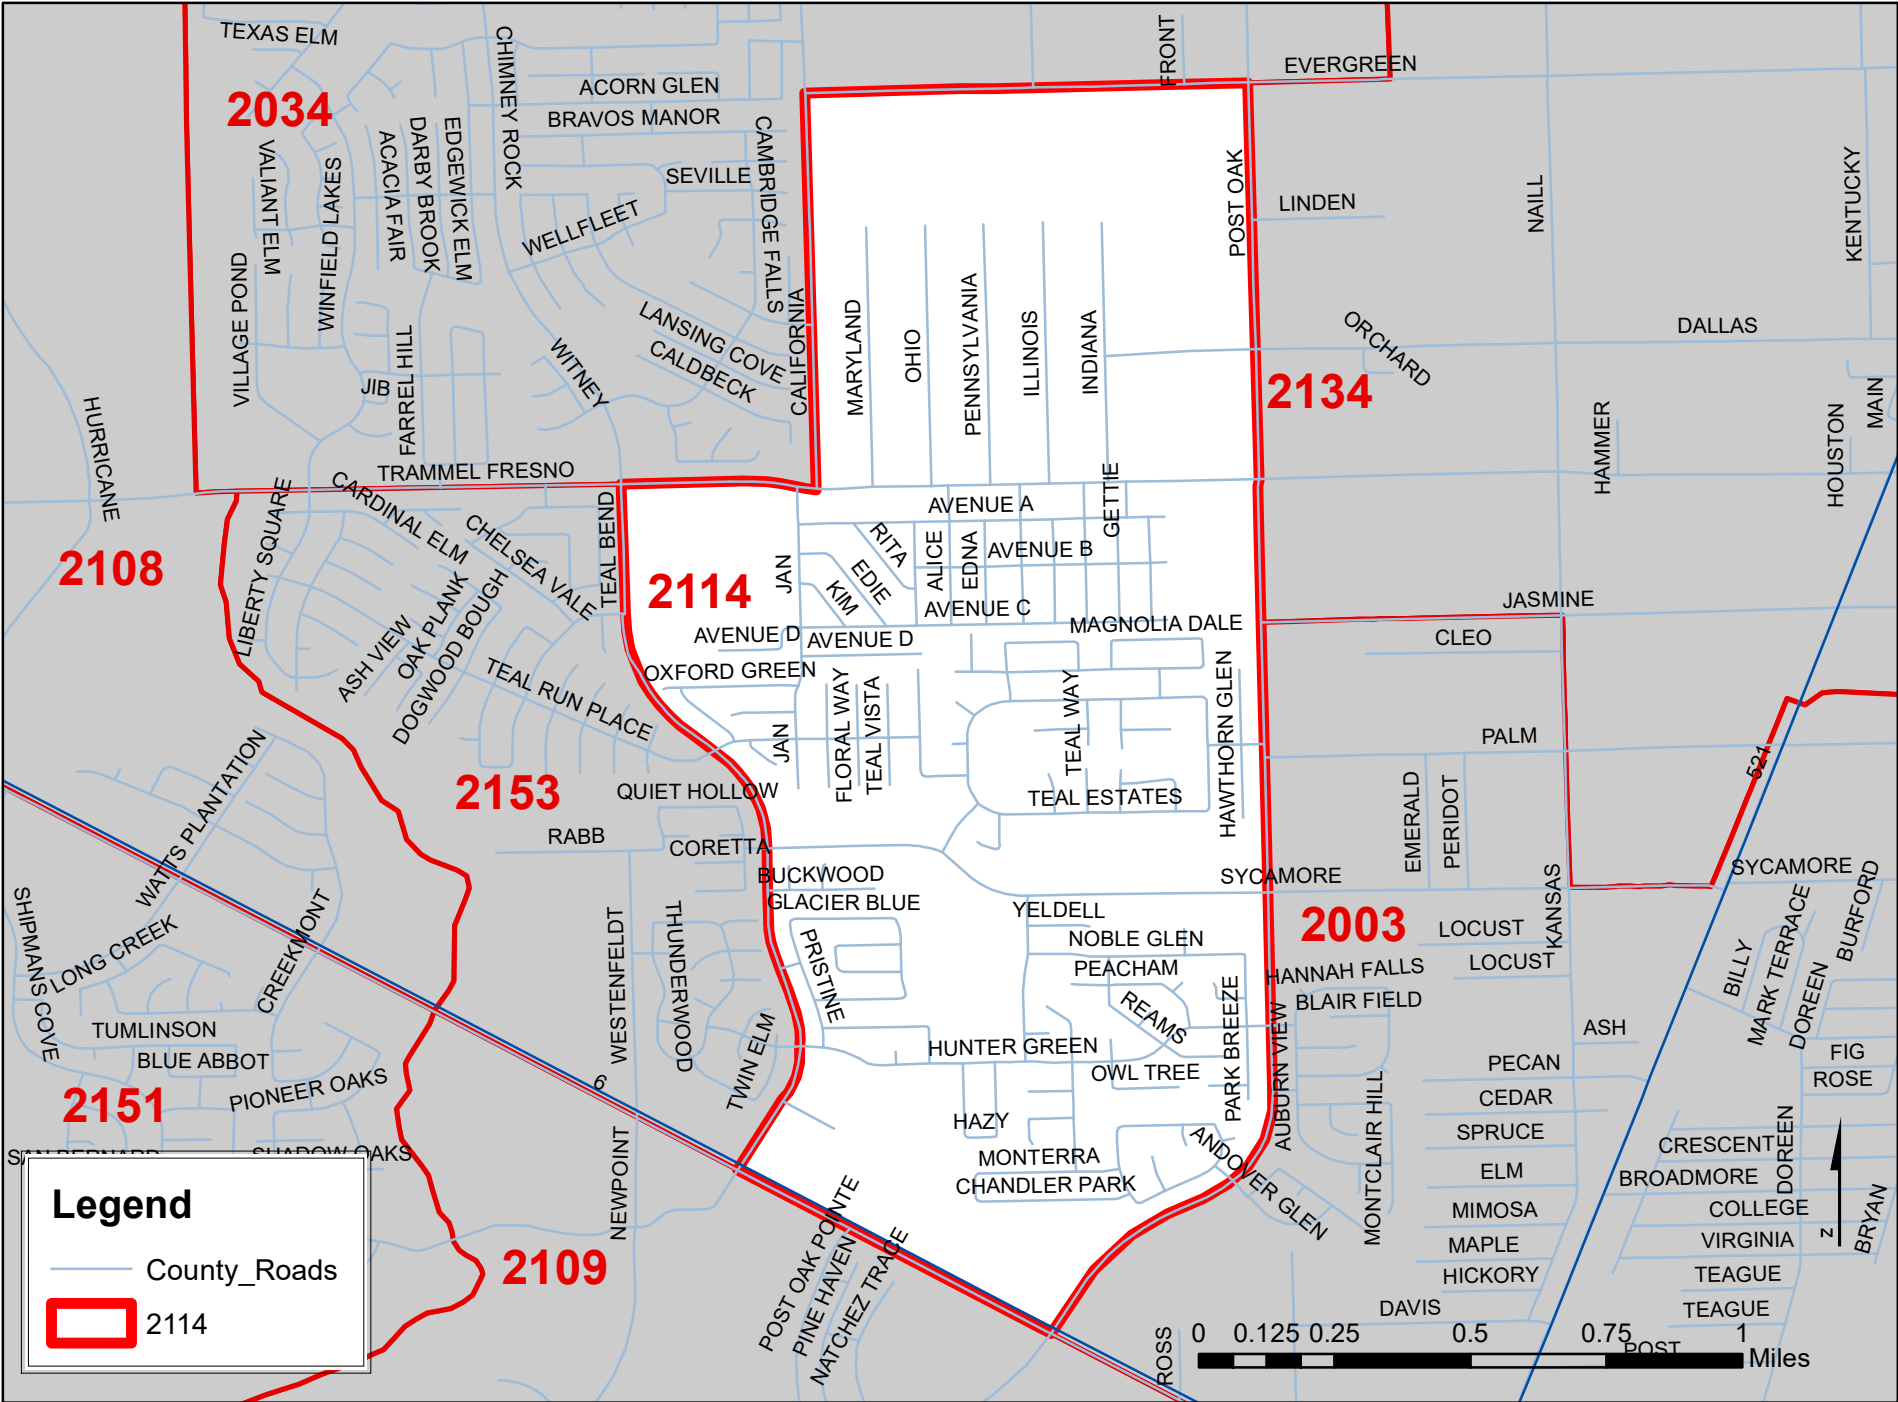 TEXAS ELM
CHIMNEY ROCK
FRONT
EVERGREEN
ACORN GLEN
BRAVOS MANOR
2034
VALIANT ELM
WINFIELD LAKES
ACACIA FAIR
DARBY BROOK
EDGEWICK ELM
CAMBRIDGE FALLS
SEVILLE
WELLFLEET
POST OAK
LINDEN
NAILL
KENTUCKY
VILLAGE POND
FARREL HILL
JIB
WITNEY
LANSING COVE
CALDBECK
CALIFORNIA
MARYLAND
OHIO
PENNSYLVANIA
ILLINOIS
INDIANA
ORCHARD
DALLAS
2134
MAIN
HURRICANE
HAMMER
HOUSTON
TRAMMEL FRESNO
CARDINAL ELM
LIBERTY SQUARE
CHELSEA VALE
TEAL BEND
AVENUE A
GETTIE
RITA
ALICE
EDNA
AVENUE B
2108
JAN
EDIE
KIM
2114
AVENUE C
JASMINE
ASH VIEW
OAK PLANK
DOGWOOD BOUGH
AVENUE D
AVENUE D
MAGNOLIA DALE
CLEO
TEAL RUN PLACE
OXFORD GREEN
FLORAL WAY
TEAL VISTA
JAN
TEAL WAY
HAWTHORN GLEN
PALM
521
WATTS PLANTATION
2153
QUIET HOLLOW
TEAL ESTATES
EMERALD
PERIDOT
RABB
CORETTA
BUCKWOOD
GLACIER BLUE
SYCAMORE
SYCAMORE
SHIPMANS COVE
LONG CREEK
CREEKMONT
WESTENFELDT
THUNDERWOOD
PRISTINE
YELDELL
NOBLE GLEN
PEACHAM
REAMS
2003
LOCUST
LOCUST
KANSAS
BILLY
MARK TERRACE
DOREEN
BURFORD
HANNAH FALLS
BLAIR FIELD
PARK BREEZE
AUBURN VIEW
TUMLINSON
BLUE ABBOT
TWIN ELM
HUNTER GREEN
OWL TREE
ASH
FIG
ROSE
PECAN
CEDAR
2151
PIONEER OAKS
6
HAZY
MONTCLAIR HILL
SPRUCE
CRESCENT
DOREEN
SAN BERNARD
SHADOW OAKS
NEWPOINT
MONTERRA
CHANDLER PARK
ANDOVER GLEN
ELM
BROADMORE
MIMOSA
COLLEGE
MAPLE
VIRGINIA
BRYAN
N
HICKORY
TEAGUE
2109
POST OAK POINTE
PINE HAVEN
NATCHEZ TRACE
DAVIS
TEAGUE
ROSS
POST
Legend
County_Roads
2114
0 0.125 0.25 0.5 0.75 1
Miles